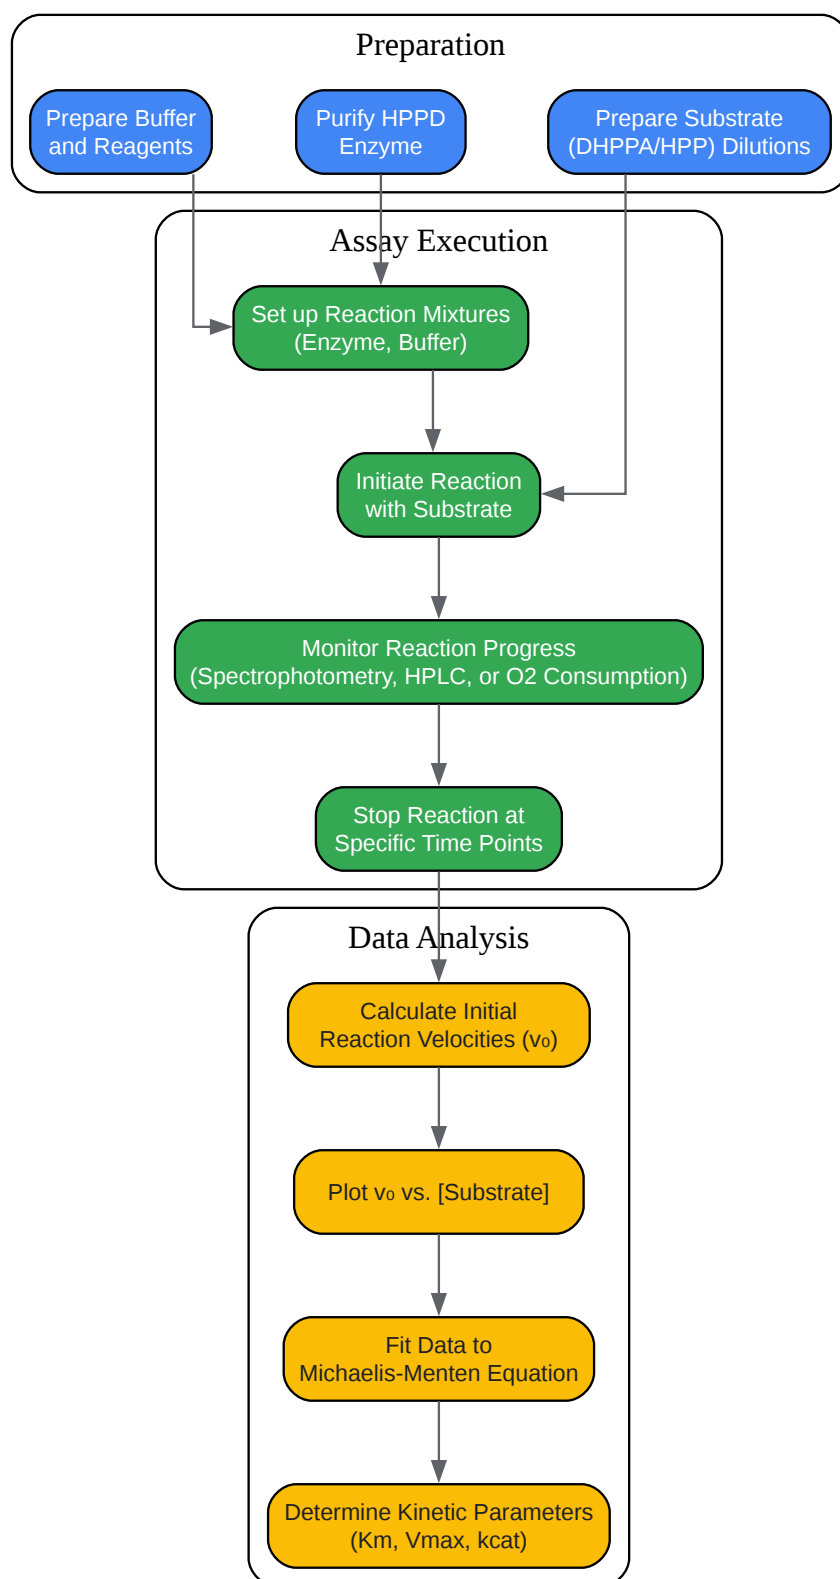 Preparation
Prepare Buffer
and Reagents
Purify HPPD
Enzyme
Prepare Substrate
(DHPPA/HPP) Dilutions
Assay Execution
Set up Reaction Mixtures
(Enzyme, Buffer)
Initiate Reaction
with Substrate
Monitor Reaction Progress
(Spectrophotometry, HPLC, or O2 Consumption)
Stop Reaction at
Specific Time Points
Data Analysis
Calculate Initial
Reaction Velocities (v₀)
Plot v₀ vs. [Substrate]
Fit Data to
Michaelis-Menten Equation
Determine Kinetic Parameters
(Km, Vmax, kcat)